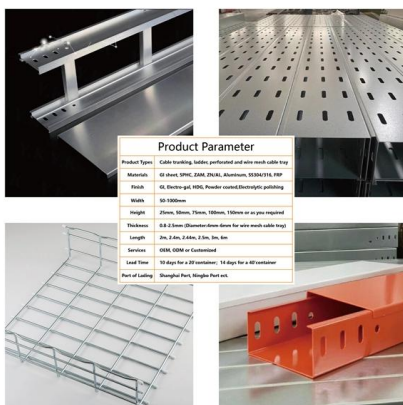 Product Parameter
Product Types Cable trunking, ladder, perforated and wire mesh cable tray
Materials GI sheet, SPHC, ZAM, ZN/AL, Aluminum, SS304/316, FRP
Finish GI, Electro-gal, HDG, Powder coated,Electrolytic polishing
Width 50-1000mm
Height 25mm, 50mm, 75mm, 100mm, 150mm or as you required
Thickness 0.8-2.5mm (Diameter:4mm-6mm for wire mesh cable tray)
Length 2m, 2.4m, 2.44m, 2.5m, 3m, 6m
Services OEM, ODM or Customized
Lead Time 10 days for a 20'container; 14 days for a 40'container
Port of Lading Shanghai Port, Ningbo Port ect.